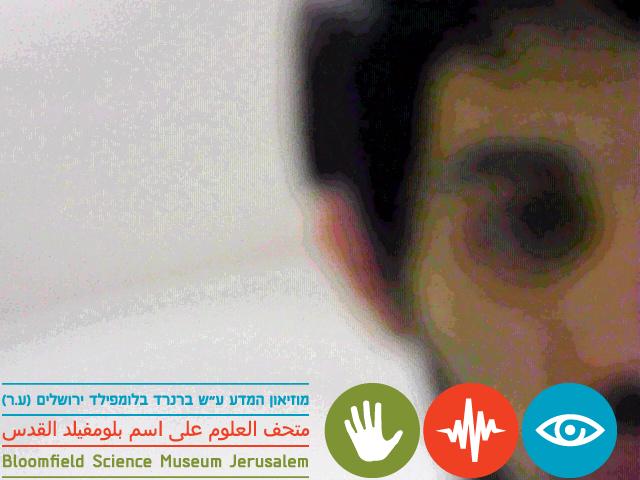 מוזיאון המדע ע״ש ברנרד בלומפילד ירושלים (ע.ר)
متحف العلوم على اسم بلومفيلد القدس
Bloomfield Science Museum Jerusalem